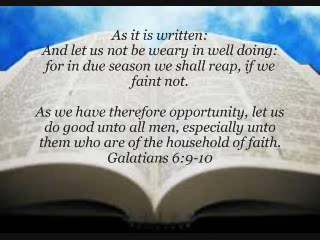 As it is written:
And let us not be weary in well doing:
for in due season we shall reap, if we
faint not.
As we have therefore opportunity, let us
do good unto all men, especially unto
them who are of the household of faith.
Galatians 6:9-10